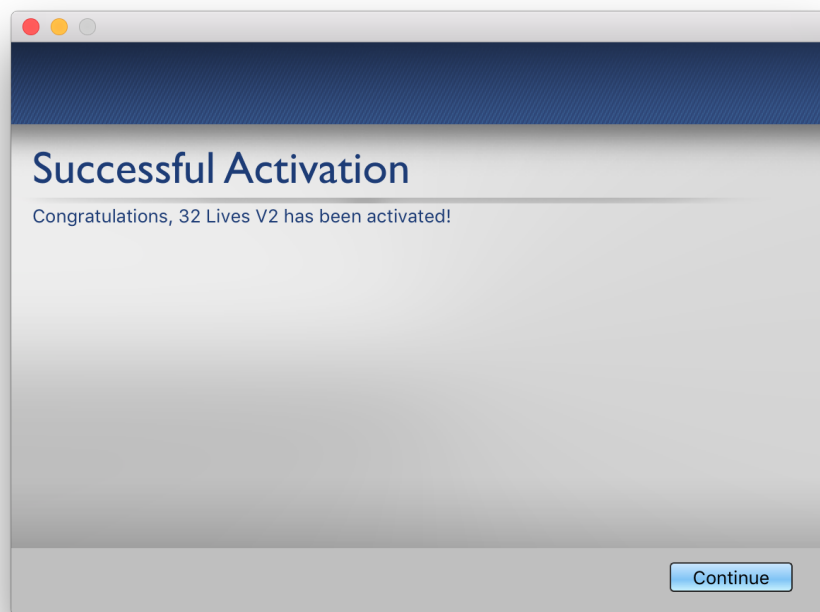 Successful Activation
Congratulations, 32 Lives V2 has been activated!
Continue